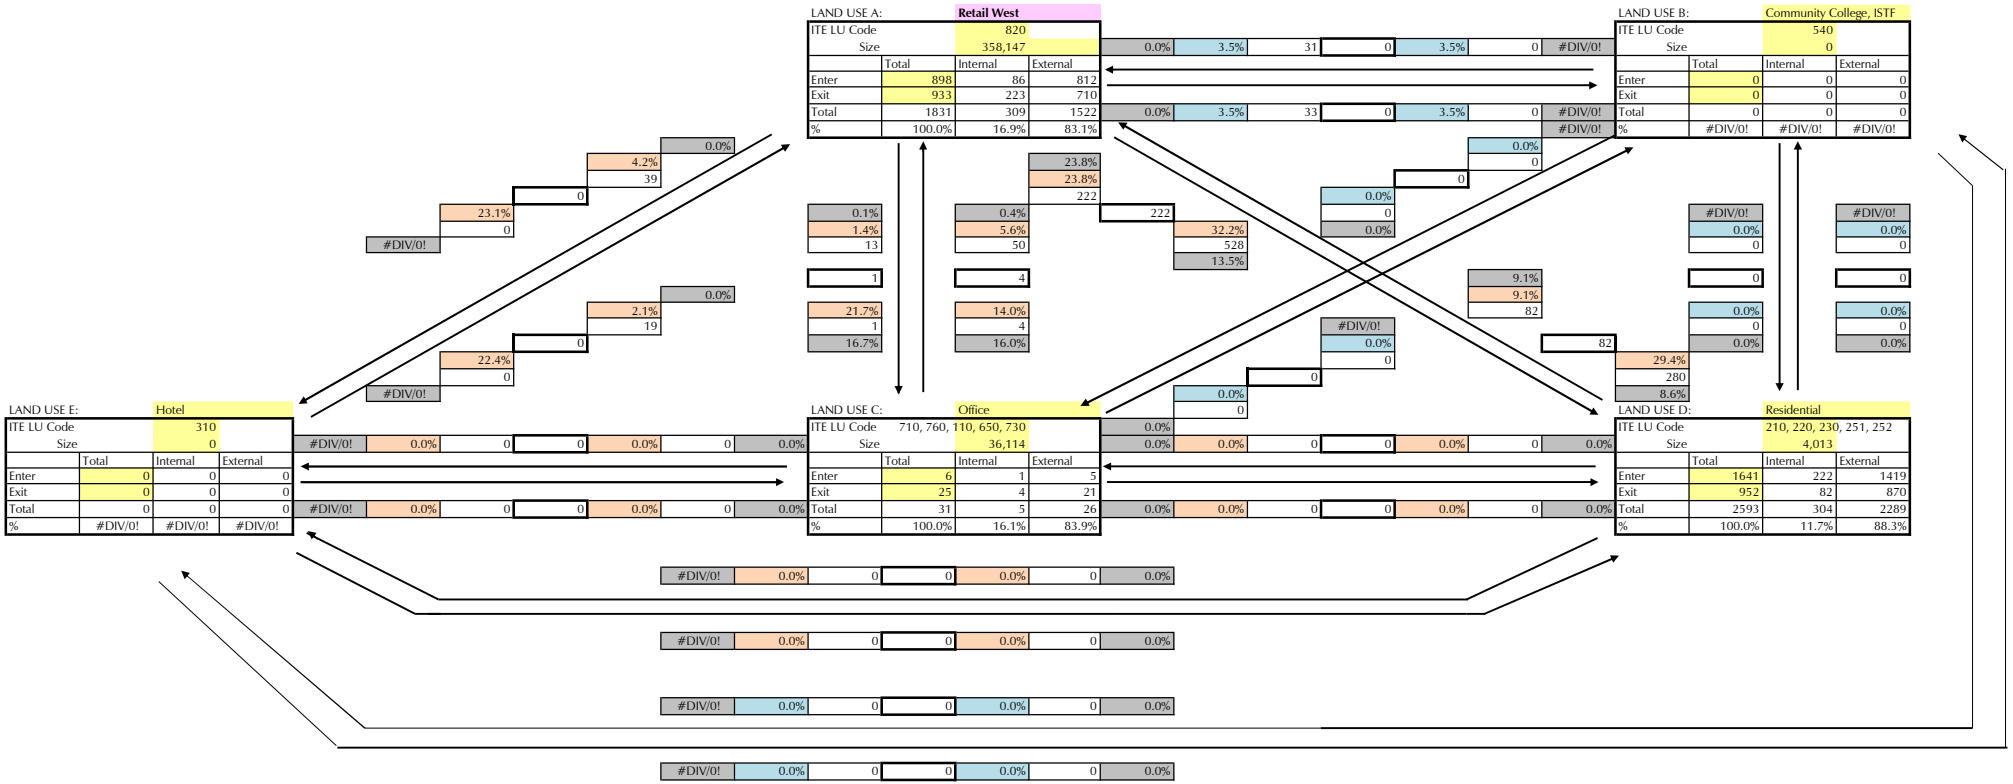 LAND USE A: Retail West LAND USE B: Community College, ISTF
ITE LU Code 820 ITE LU Code 540
Size 358,147 0.0% 3.5% 31 0 3.5% 0 #DIV/0! Size 0
Total Internal External Total Internal External
Enter 898 86 812 Enter 0 0 0
Exit 933 223 710 Exit 0 0 0
Total 1831 309 1522 0.0% 3.5% 33 0 3.5% 0 #DIV/0! Total 0 0 0
% 100.0% 16.9% 83.1% #DIV/0! % #DIV/0! #DIV/0! #DIV/0!
0.0% 0.0%
4.2% 23.8% 0
39 23.8% 0
0 222 0.0%
23.1% 0.1% 0.4% 222 0 #DIV/0! #DIV/0!
0 1.4% 5.6% 32.2% 0.0% 0.0% 0.0%
#DIV/0! 13 50 528 0 0
13.5%
1 4 9.1% 0 0
0.0% 9.1%
2.1% 21.7% 14.0% 82 0.0% 0.0%
19 1 4 #DIV/0! 0 0
0 16.7% 16.0% 0.0% 82 0.0% 0.0%
22.4% 0 29.4%
0 0 280
#DIV/0! 0.0% 8.6%
LAND USE E: Hotel LAND USE C: Office 0 LAND USE D: Residential
ITE LU Code 310 ITE LU Code 710, 760, 110, 650, 730 0.0% ITE LU Code 210, 220, 230, 251, 252
Size 0 #DIV/0! 0.0% 0 0 0.0% 0 0.0% Size 36,114 0.0% 0.0% 0 0 0.0% 0 0.0% Size 4,013
Total Internal External Total Internal External Total Internal External
Enter 0 0 0 Enter 6 1 5 Enter 1641 222 1419
Exit 0 0 0 Exit 25 4 21 Exit 952 82 870
Total 0 0 0 #DIV/0! 0.0% 0 0 0.0% 0 0.0% Total 31 5 26 0.0% 0.0% 0 0 0.0% 0 0.0% Total 2593 304 2289
% #DIV/0! #DIV/0! #DIV/0! % 100.0% 16.1% 83.9% % 100.0% 11.7% 88.3%
#DIV/0! 0.0% 0 0 0.0% 0 0.0%
#DIV/0! 0.0% 0 0 0.0% 0 0.0%
#DIV/0! 0.0% 0 0 0.0% 0 0.0%
#DIV/0! 0.0% 0 0 0.0% 0 0.0%